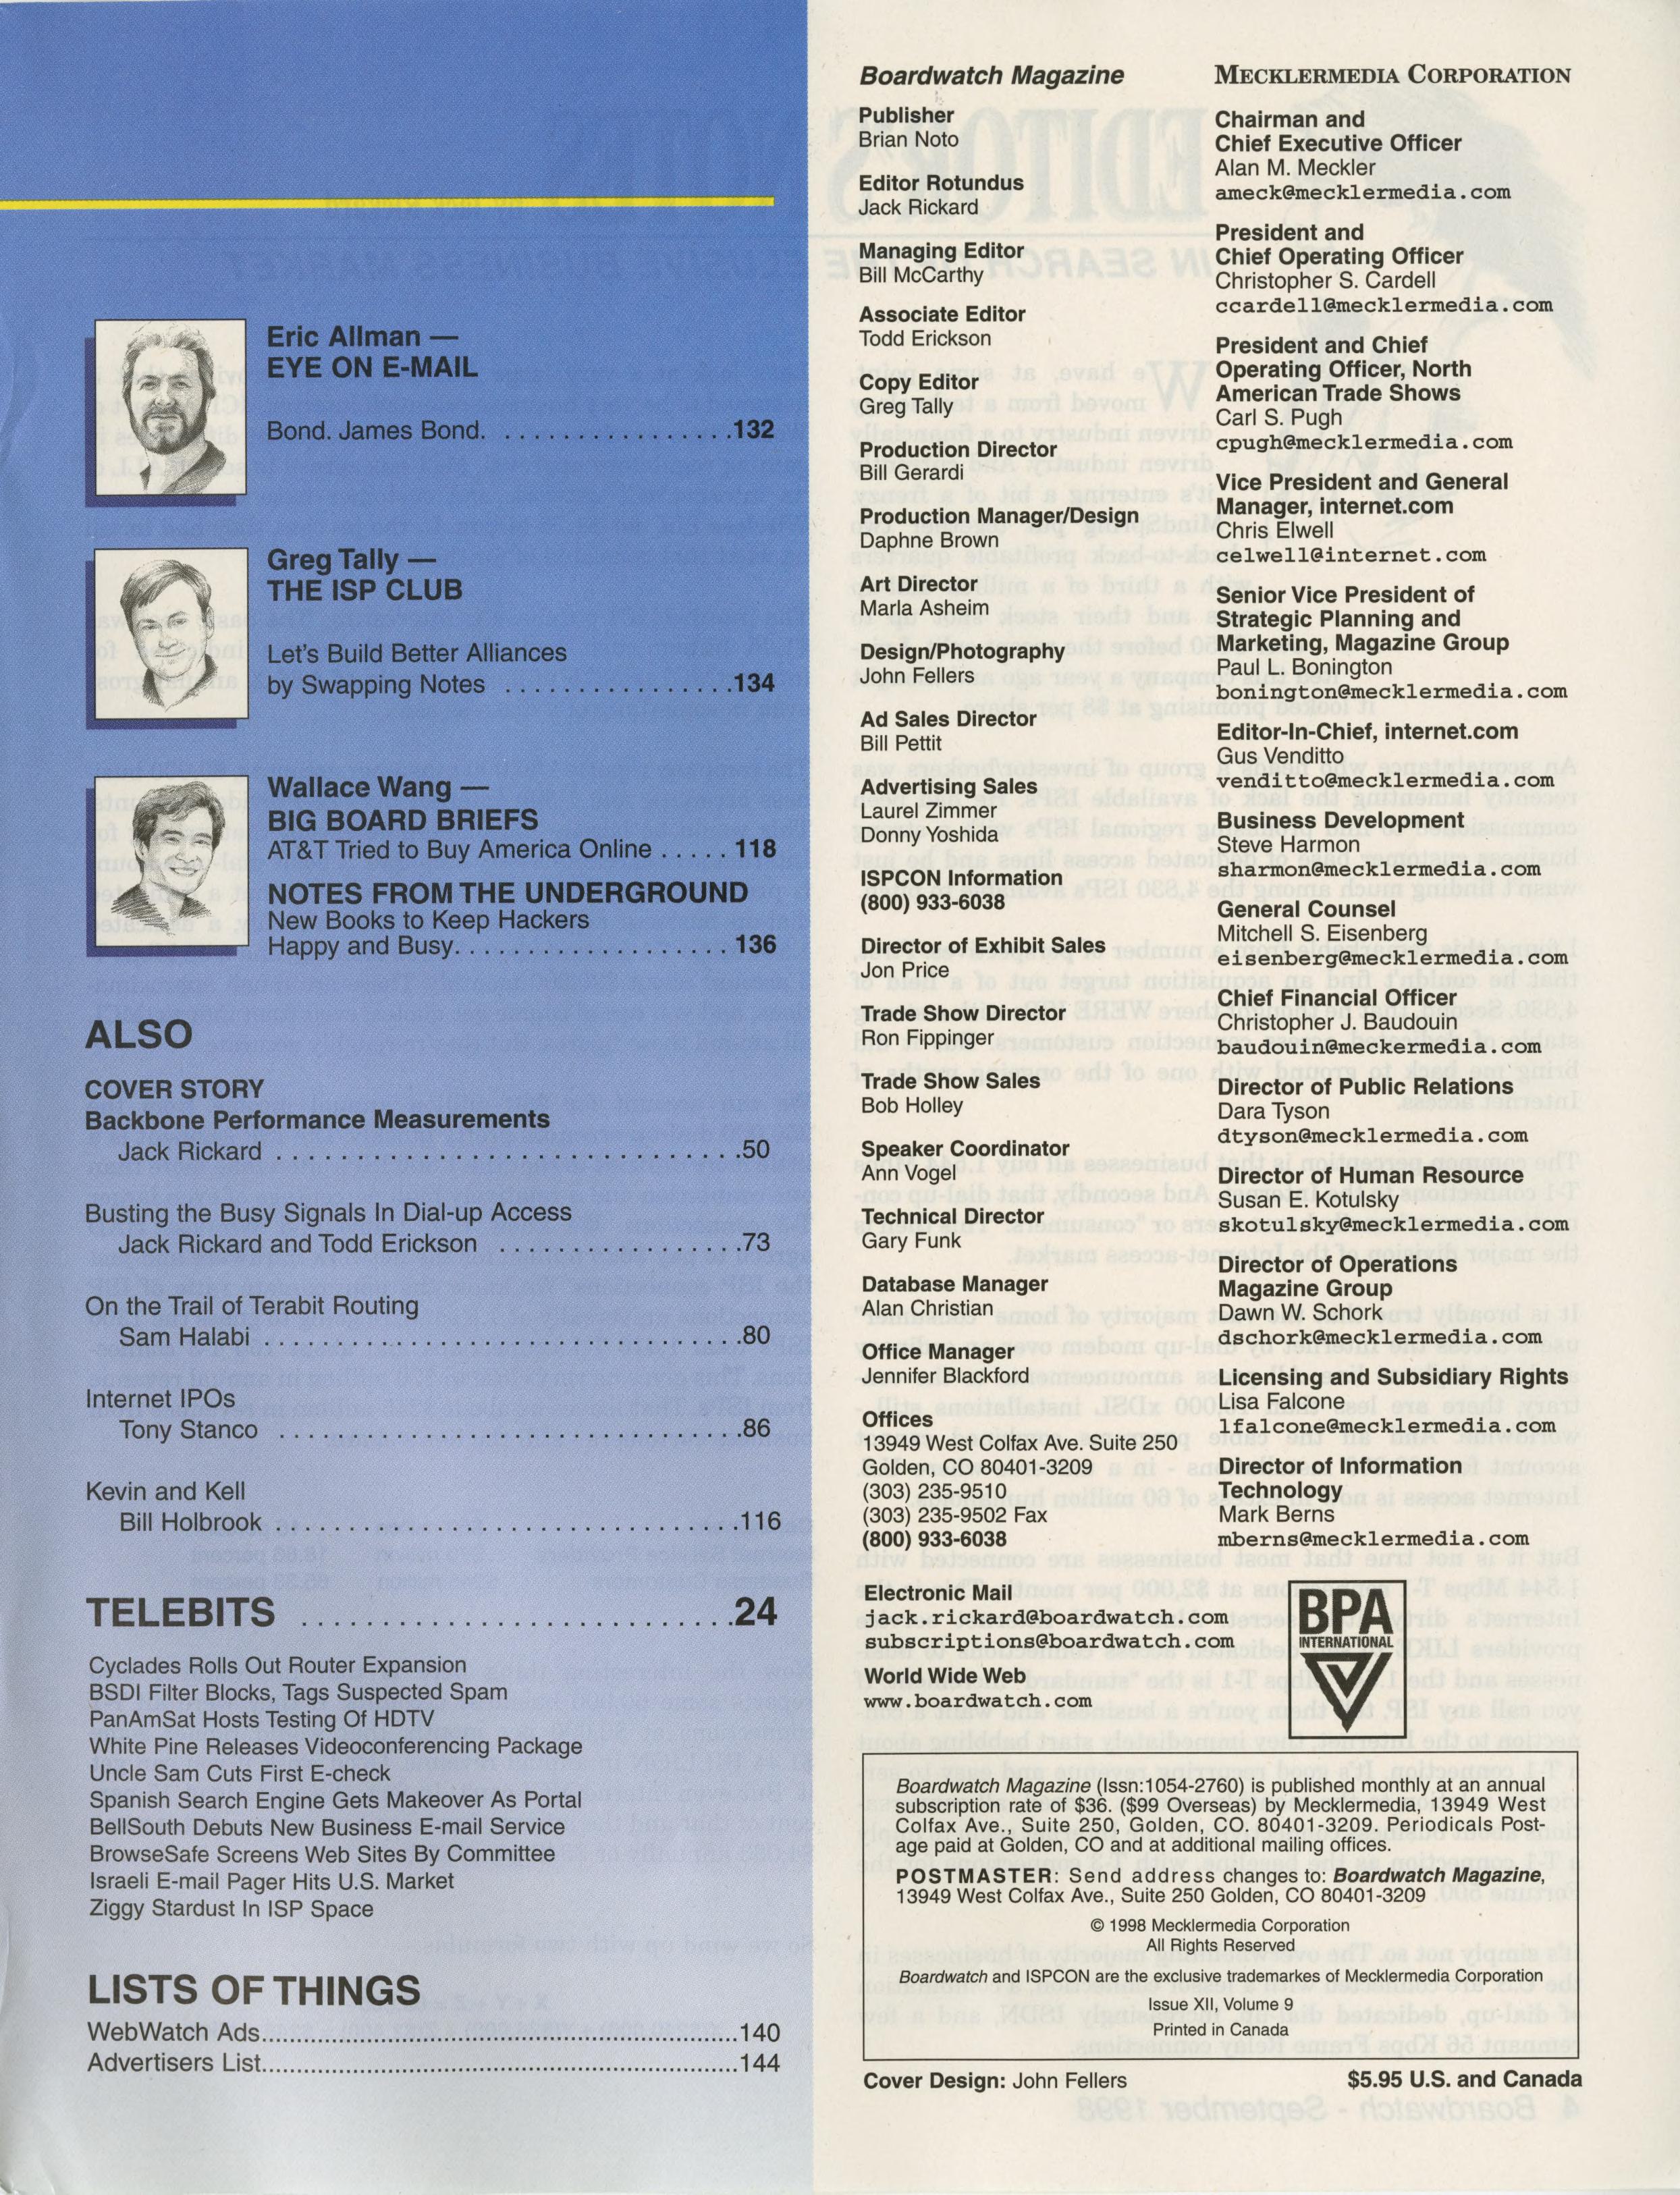 Eric Allman —
EYE ON E-MAIL
Bond. James Bond. . . . . . . . . . . . . . . . .132
Greg Tally —
THE ISP CLUB
Let's Build Better Alliances
by Swapping Notes . . . . . . . . . . . . . . . .134
Wallace Wang —
BIG BOARD BRIEFS
AT&T Tried to Buy America Online . . . . . 118
NOTES FROM THE UNDERGROUND
New Books to Keep Hackers
Happy and Busy. . . . . . . . . . . . . . . . . . . 136
ALSO
COVER STORY
Backbone Performance Measurements
Jack Rickard . . . . . . . . . . . . . . . . . . . . . . . . . . . . .50
Busting the Busy Signals In Dial-up Access
Jack Rickard and Todd Erickson . . . . . . . . . . . . . . .73
On the Trail of Terabit Routing
Sam Halabi . . . . . . . . . . . . . . . . . . . . . . . . . . . . . .80
Internet IPOs
Tony Stanco . . . . . . . . . . . . . . . . . . . . . . . . . . . . .86
Kevin and Kell
Bill Holbrook . . . . . . . . . . . . . . . . . . . . . . . . . . . . .116
TELEBITS . . . . . . . . . . . . . . . . . . . . . . . . . . .24
Cyclades Rolls Out Router Expansion
BSDI Filter Blocks, Tags Suspected Spam
PanAmSat Hosts Testing Of HDTV
White Pine Releases Videoconferencing Package
Uncle Sam Cuts First E-check
Spanish Search Engine Gets Makeover As Portal
BellSouth Debuts New Business E-mail Service
BrowseSafe Screens Web Sites By Committee
Israeli E-mail Pager Hits U.S. Market
Ziggy Stardust In ISP Space
LISTS OF THINGS
WebWatch Ads..........................................................140
Advertisers List..........................................................144
Boardwatch Magazine
Publisher
Brian Noto
Editor Rotundus
Jack Rickard
Managing Editor
Bill McCarthy
Associate Editor
Todd Erickson
Copy Editor
Greg Tally
Production Director
Bill Gerardi
Production Manager/Design
Daphne Brown
Art Director
Marla Asheim
Design/Photography
John Fellers
Ad Sales Director
Bill Pettit
Advertising Sales
Laurel Zimmer
Donny Yoshida
ISPCON Information
(800) 933-6038
Director of Exhibit Sales
Jon Price
Trade Show Director
Ron Fippinger
Trade Show Sales
Bob Holley
Speaker Coordinator
Ann Vogel
Technical Director
Gary Funk
Database Manager
Alan Christian
Office Manager
Jennifer Blackford
Offices
13949 West Colfax Ave. Suite 250
Golden, CO 80401-3209
(303) 235-9510
(303) 235-9502 Fax
(800) 933-6038
Electronic Mail
jack.rickard@boardwatch.com
subscriptions@boardwatch.com
World Wide Web
www.boardwatch.com
MECKLERMEDIA CORPORATION
Chairman and
Chief Executive Officer
Alan M. Meckler
ameck@mecklermedia.com
President and
Chief Operating Officer
Christopher S. Cardell
ccardell@mecklermedia.com
President and Chief
Operating Officer, North
American Trade Shows
Carl S. Pugh
cpugh@mecklermedia.com
Vice President and General
Manager, internet.com
Chris Elwell
celwell@internet.com
Senior Vice President of
Strategic Planning and
Marketing, Magazine Group
Paul L. Bonington
bonington@mecklermedia.com
Editor-In-Chief, internet.com
Gus Venditto
venditto@mecklermedia.com
Business Development
Steve Harmon
sharmon@mecklermedia.com
General Counsel
Mitchell S. Eisenberg
eisenberg@mecklermedia.com
Chief Financial Officer
Christopher J. Baudouin
baudouin@meckermedia.com
Director of Public Relations
Dara Tyson
dtyson@mecklermedia.com
Director of Human Resource
Susan E. Kotulsky
skotulsky@mecklermedia.com
Director of Operations
Magazine Group
Dawn W. Schork
dschork@mecklermedia.com
Licensing and Subsidiary Rights
Lisa Falcone
lfalcone@mecklermedia.com
Director of Information
Technology
Mark Berns
mberns@mecklermedia.com
BPA
INTERNATIONAL
Boardwatch Magazine (Issn:1054-2760) is published monthly at an annual
subscription rate of $36. ($99 Overseas) by Mecklermedia, 13949 West
Colfax Ave., Suite 250, Golden, CO. 80401-3209. Periodicals Post-
age paid at Golden, CO and at additional mailing offices.
POSTMASTER: Send address changes to: Boardwatch Magazine,
13949 West Colfax Ave., Suite 250 Golden, CO 80401-3209
© 1998 Mecklermedia Corporation
All Rights Reserved
Boardwatch and ISPCON are the exclusive trademarkes of Mecklermedia Corporation
Issue XII, Volume 9
Printed in Canada
Cover Design: John Fellers
$5.95 U.S. and Canada